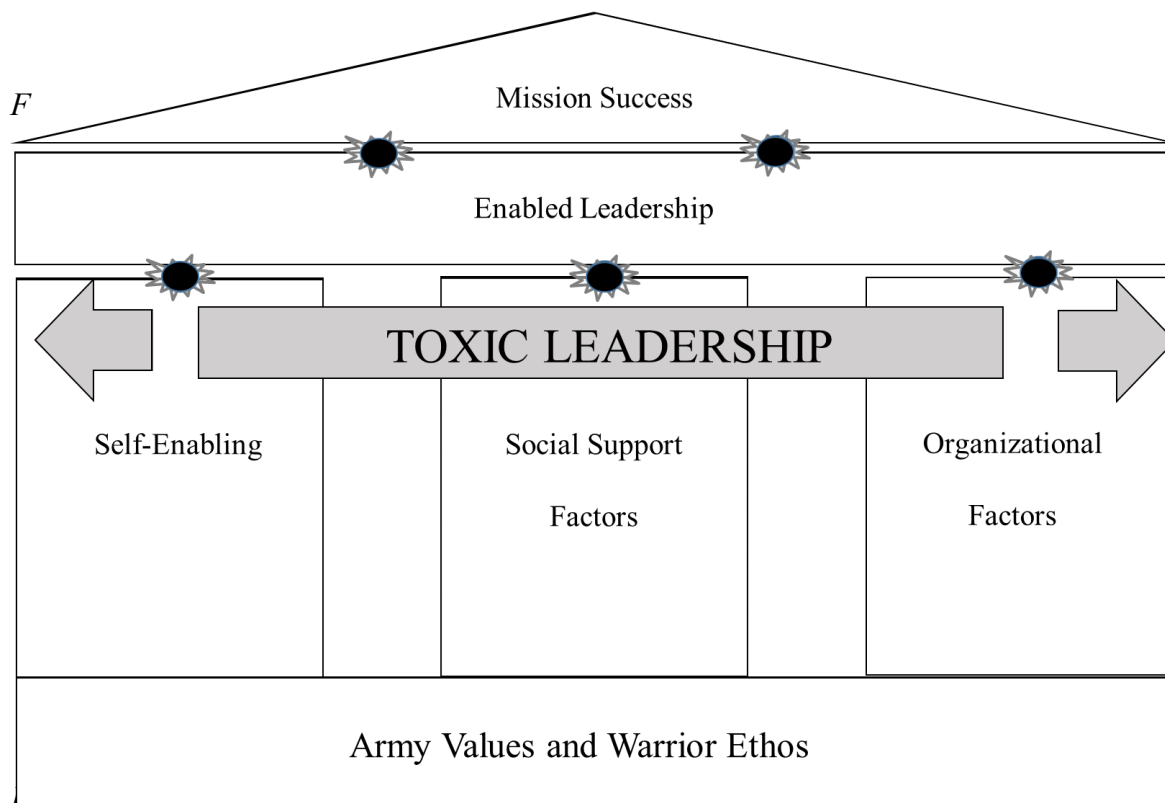 Mission Success
F
Enabled Leadership
TOXIC LEADERSHIP
Self-Enabling
Social Support
Factors
Organizational
Factors
Army Values and Warrior Ethos